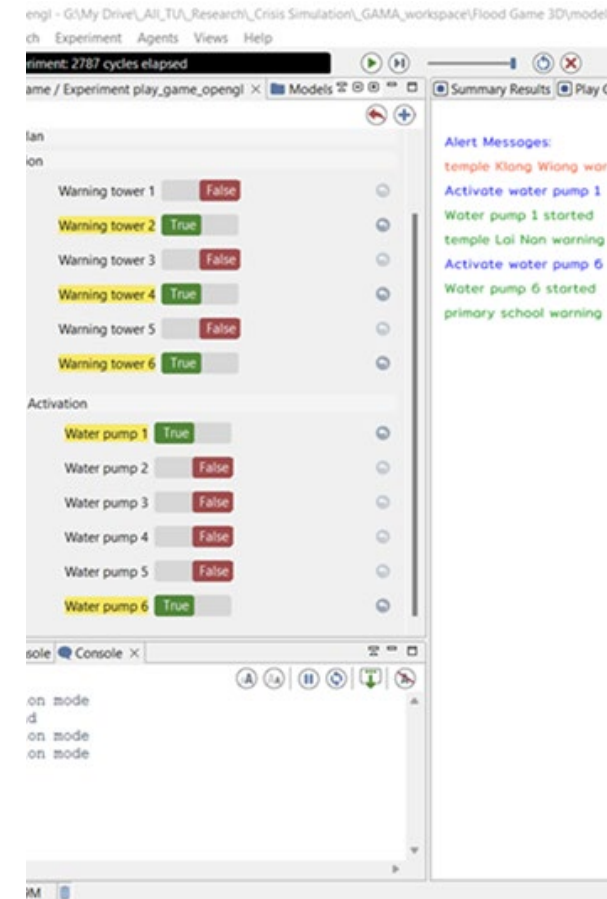 engl - G:\My Drive\_All_TU\_Research\_Crisis Simulation\_GAMA_workspace\Flood Game 3D\model
ch Experiment Agents Views Help
riment: 2787 cycles elapsed
ame / Experiment play_game_opengl × Models
lan
ion
Warning tower 1 False
Warning tower 2 True
Warning tower 3 False
Warning tower 4 True
Warning tower 5 False
Warning tower 6 True
Activation
Water pump 1 True
Water pump 2 False
Water pump 3 False
Water pump 4 False
Water pump 5 False
Water pump 6 True
sole Console ×
on mode
d
on mode
on mode
9M
Summary Results Play G
Alert Messages:
temple Klong Wiang war
Activate water pump 1
Water pump 1 started
temple Lai Nan warning
Activate water pump 6
Water pump 6 started
primary school warning